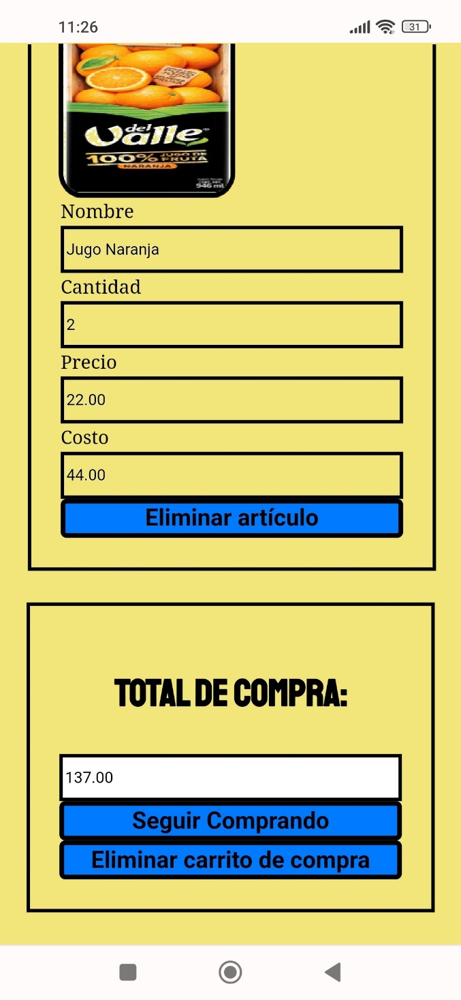 11:26
31
del
Valle
100% JUGO DE
FRUTA
NARANJA
946 ml
Nombre
Jugo Naranja
Cantidad
2
Precio
22.00
Costo
44.00
Eliminar artículo
TOTAL DE COMPRA:
137.00
Seguir Comprando
Eliminar carrito de compra